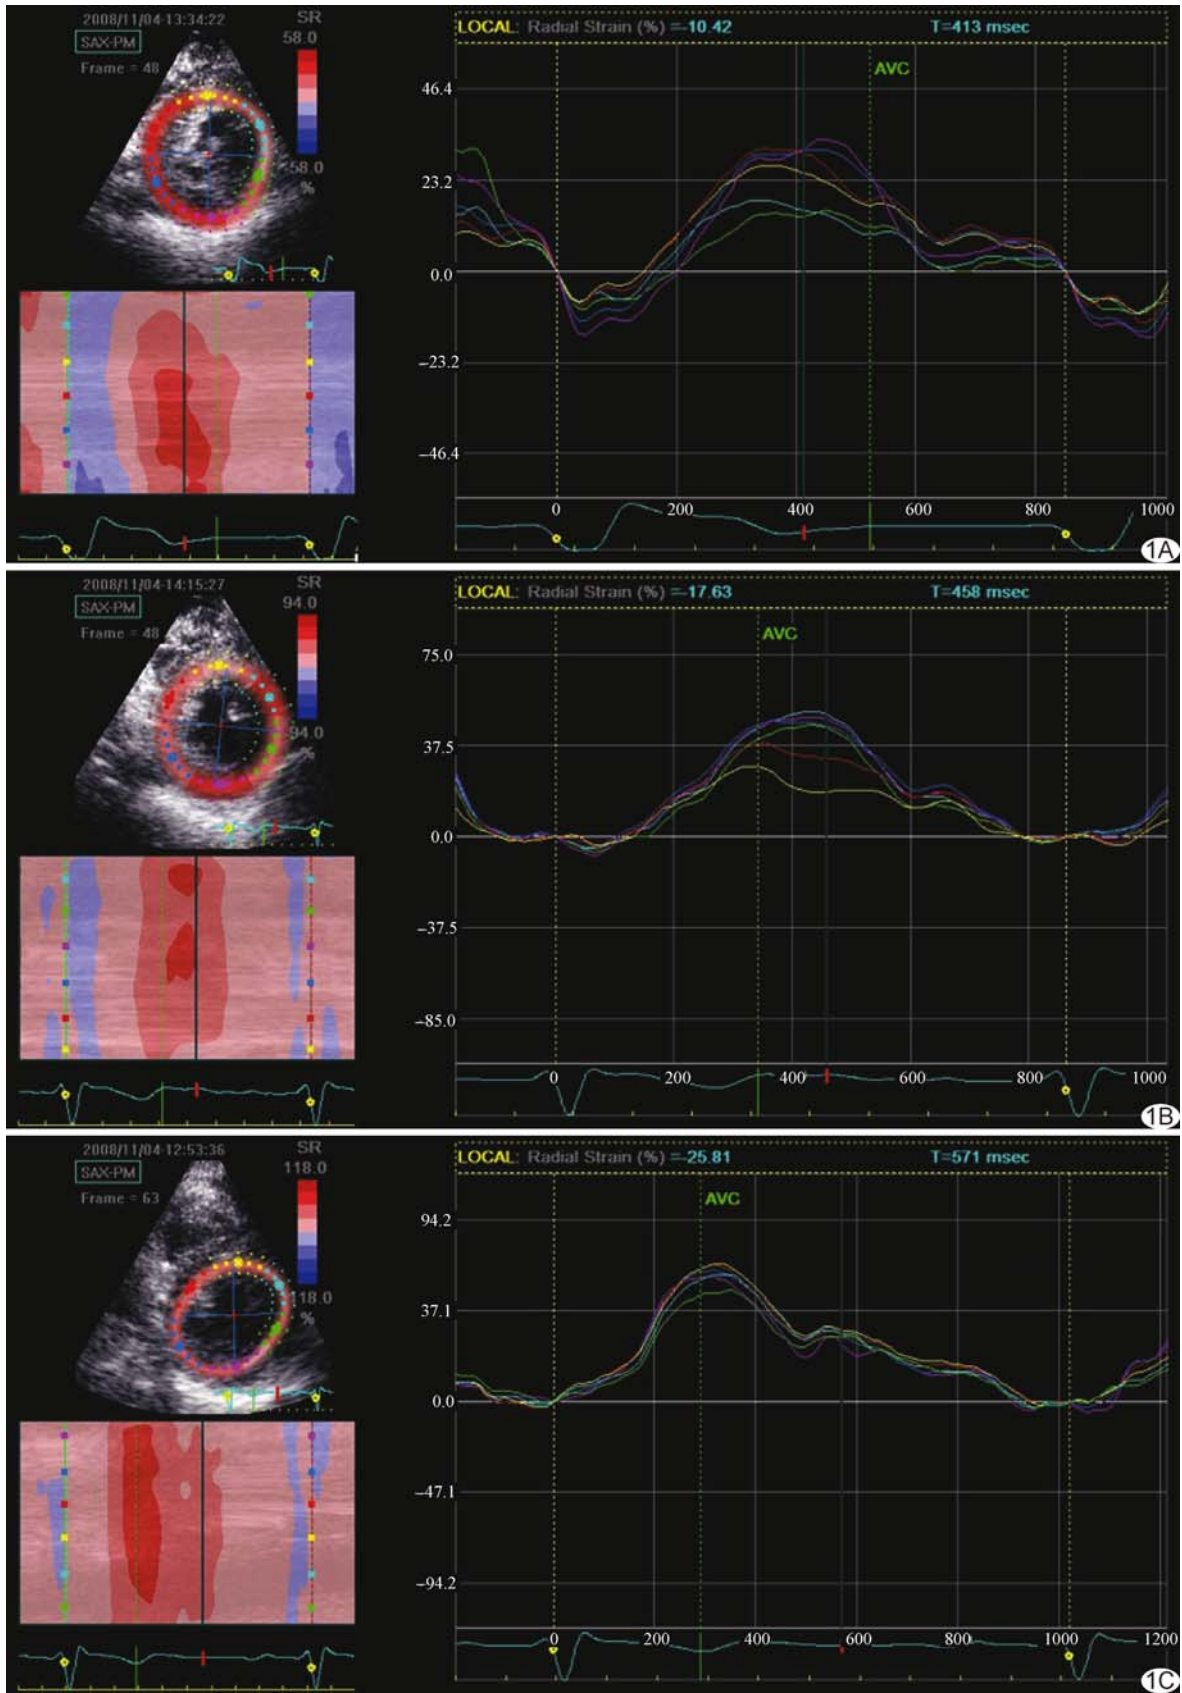 2008/11/04-13:34:22
SR
SAX-PM
58.0
Frame = 48
58.0
%
LOCAL: Radial Strain (%) =-10.42 T=413 msec
AVC
46.4
23.2
0.0
-23.2
-46.4
0 200 400 600 800 1000
1A
2008/11/04-14:15:27
SR
SAX-PM
94.0
Frame = 48
-94.0
%
LOCAL: Radial Strain (%) =-17.63 T=458 msec
AVC
75.0
37.5
0.0
-37.5
-85.0
0 200 400 600 800 1000
1B
2008/11/04-12:53:36
SR
SAX-PM
118.0
Frame = 63
118.0
%
LOCAL: Radial Strain (%) =-25.81 T=571 msec
AVC
94.2
37.1
0.0
-47.1
-94.2
0 200 400 600 800 1000 1200
1C